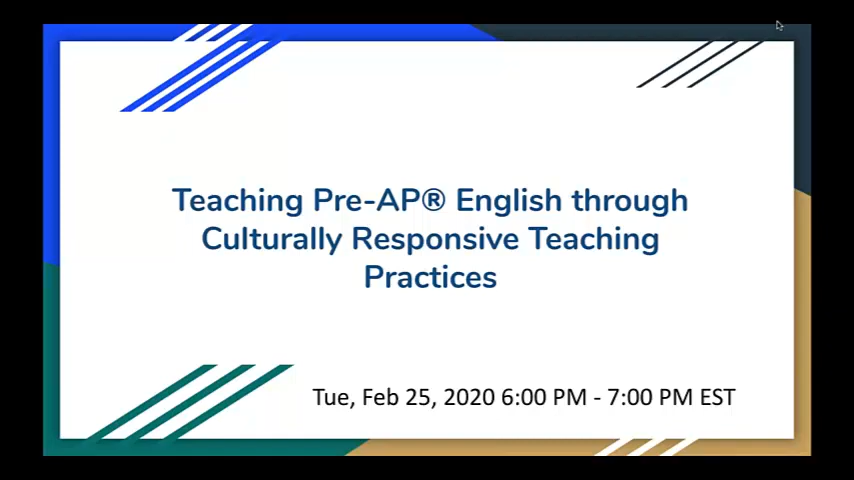 Teaching Pre-AP® English through
Culturally Responsive Teaching
Practices
Tue, Feb 25, 2020 6:00 PM - 7:00 PM EST